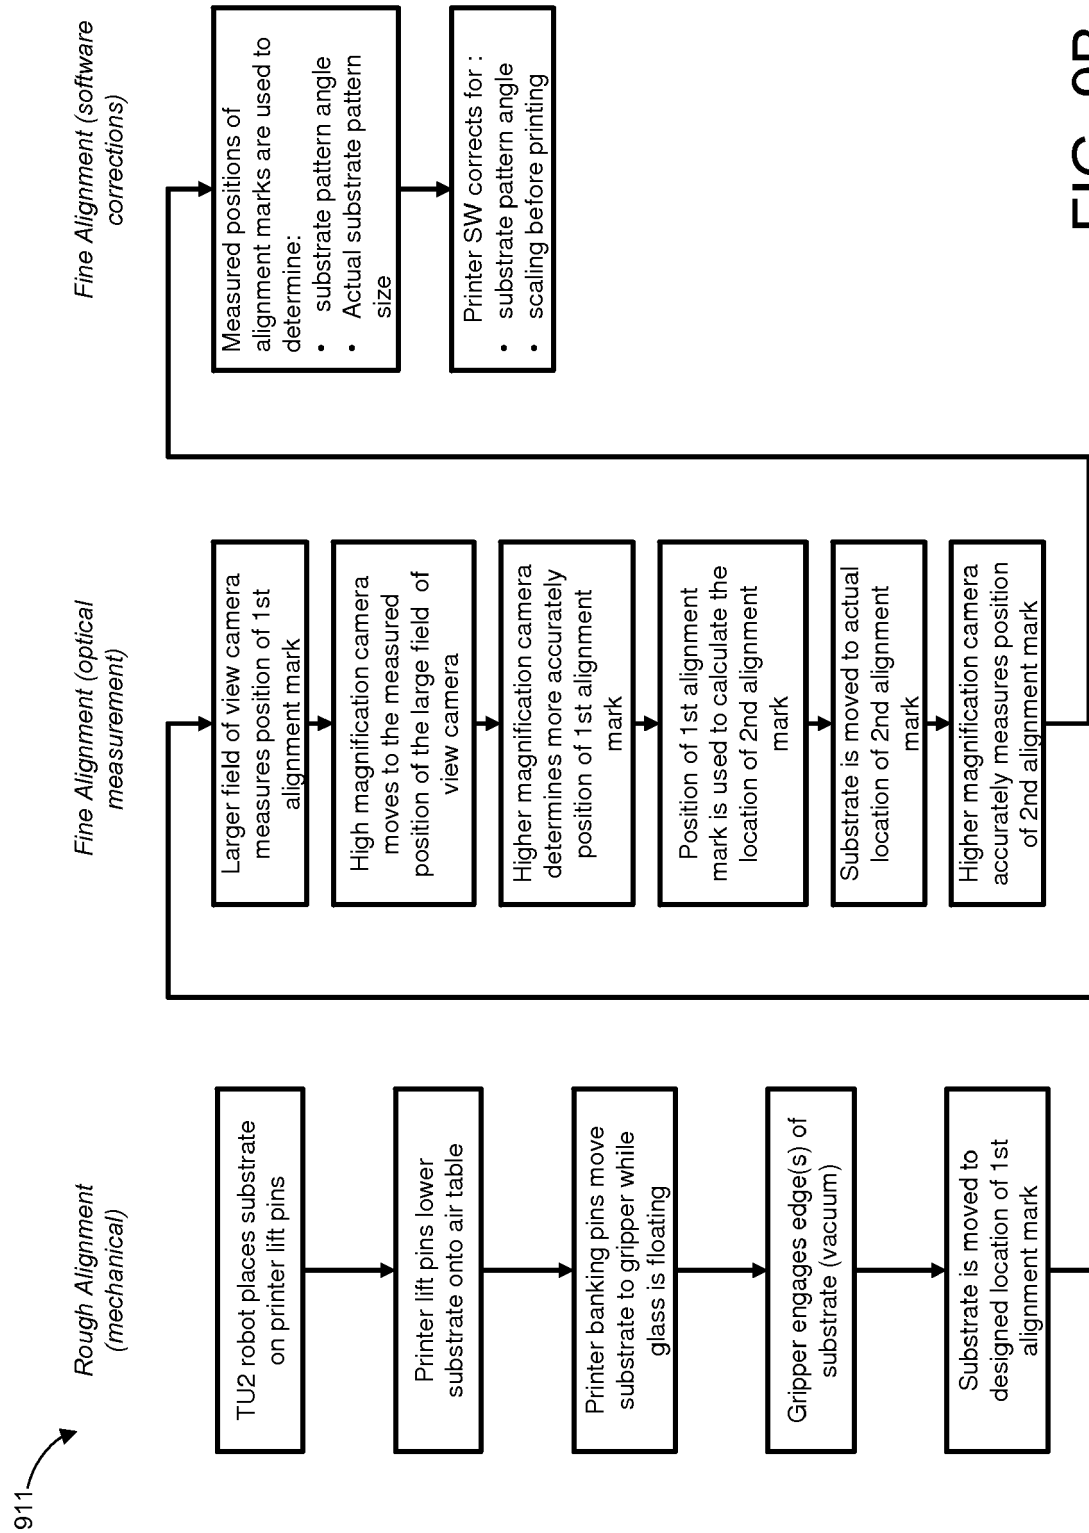 911
Rough Alignment
(mechanical)
TU2 robot places substrate
on printer lift pins
Printer lift pins lower
substrate onto air table
Printer banking pins move
substrate to gripper while
glass is floating
Gripper engages edge(s) of
substrate (vacuum)
Substrate is moved to
designed location of 1st
alignment mark
Fine Alignment (optical
measurement)
Larger field of view camera
measures position of 1st
alignment mark
High magnification camera
moves to the measured
position of the large field of
view camera
Higher magnification camera
determines more accurately
position of 1st alignment
mark
Position of 1st alignment
mark is used to calculate the
location of 2nd alignment
mark
Substrate is moved to actual
location of 2nd alignment
mark
Higher magnification camera
accurately measures position
of 2nd alignment mark
Fine Alignment (software
corrections)
Measured positions of
alignment marks are used to
determine:
• substrate pattern angle
• Actual substrate pattern
size
Printer SW corrects for :
• substrate pattern angle
• scaling before printing